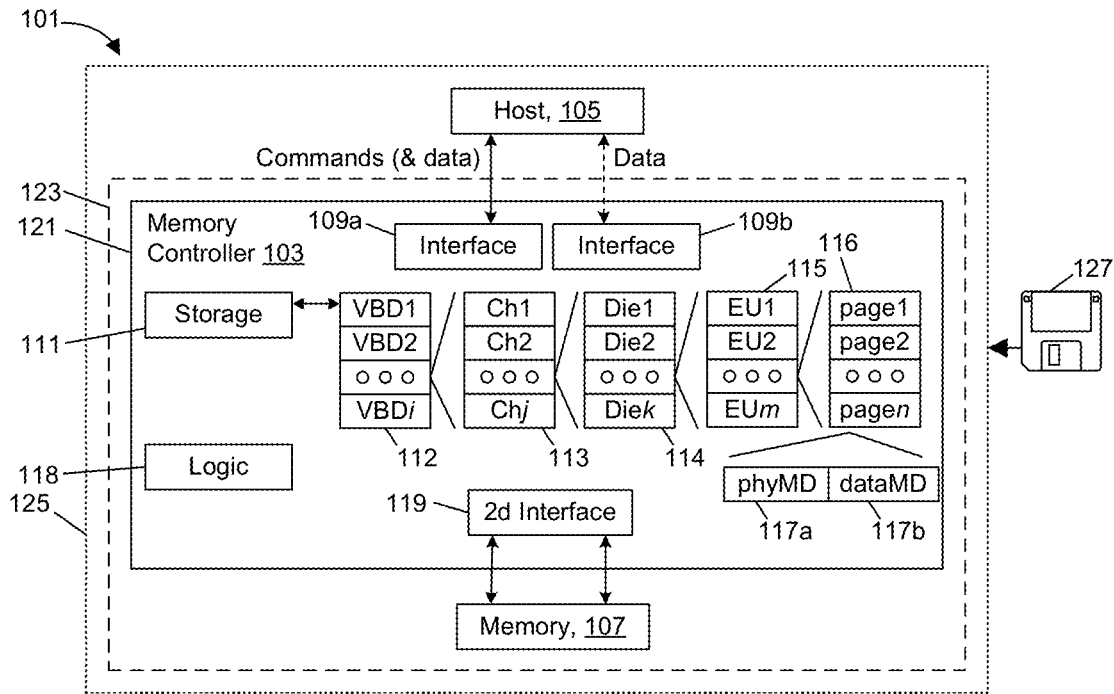 101
Host, 105
Commands (& data)
Data
123
121
Memory
Controller 103
109a
Interface
Interface
109b
115
116
127
111
Storage
VBD1
Ch1
Die1
EU1
page1
VBD2
Ch2
Die2
EU2
page2
○ ○ ○
○ ○ ○
○ ○ ○
○ ○ ○
○ ○ ○
VBDi
Chj
Diek
EUm
pagen
112
113
114
118
Logic
125
phyMD
dataMD
117a
117b
119
2d Interface
Memory, 107